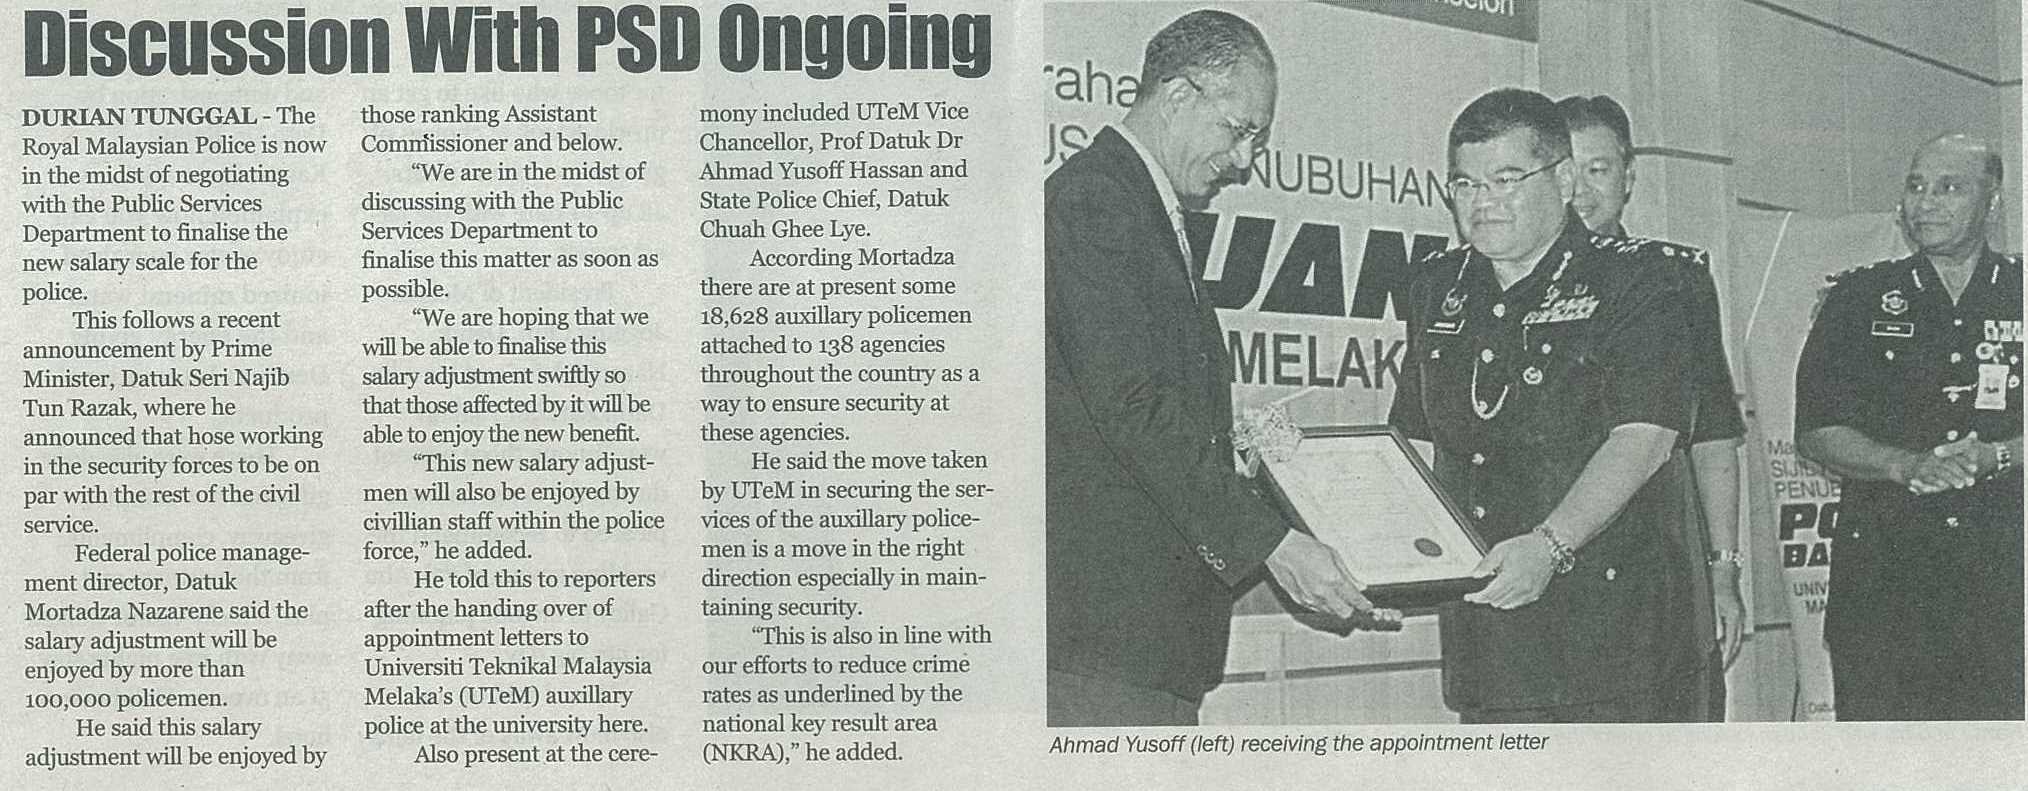 Discussion With PSD Ongoing
DURIAN TUNGGAL - The
Royal Malaysian Police is now
in the midst of negotiating
with the Public Services
Department to finalise the
new salary scale for the
police.
This follows a recent
announcement by Prime
Minister, Datuk Seri Najib
Tun Razak, where he
announced that hose working
in the security forces to be on
par with the rest of the civil
service.
Federal police manage-
ment director, Datuk
Mortadza Nazarene said the
salary adjustment will be
enjoyed by more than
100,000 policemen.
He said this salary
adjustment will be enjoyed by
those ranking Assistant
Commissioner and below.
"We are in the midst of
discussing with the Public
Services Department to
finalise this matter as soon as
possible.
"We are hoping that we
will be able to finalise this
salary adjustment swiftly so
that those affected by it will be
able to enjoy the new benefit.
"This new salary adjust-
men will also be enjoyed by
civillian staff within the police
force," he added.
He told this to reporters
after the handing over of
appointment letters to
Universiti Teknikal Malaysia
Melaka's (UTeM) auxillary
police at the university here.
Also present at the cere-
mony included UTeM Vice
Chancellor, Prof Datuk Dr
Ahmad Yusoff Hassan and
State Police Chief, Datuk
Chuah Ghee Lye.
According Mortadza
there are at present some
18,628 auxillary policemen
attached to 138 agencies
throughout the country as a
way to ensure security at
these agencies.
He said the move taken
by UTeM in securing the ser-
vices of the auxillary police-
men is a move in the right
direction especially in main-
taining security.
"This is also in line with
our efforts to reduce crime
rates as underlined by the
national key result area
(NKRA)," he added.
raha
US NUBUHAN
UAN
MELAK
SIJIL
PENUB
PO
BA
UNIV
MA
Ahmad Yusoff (left) receiving the appointment letter